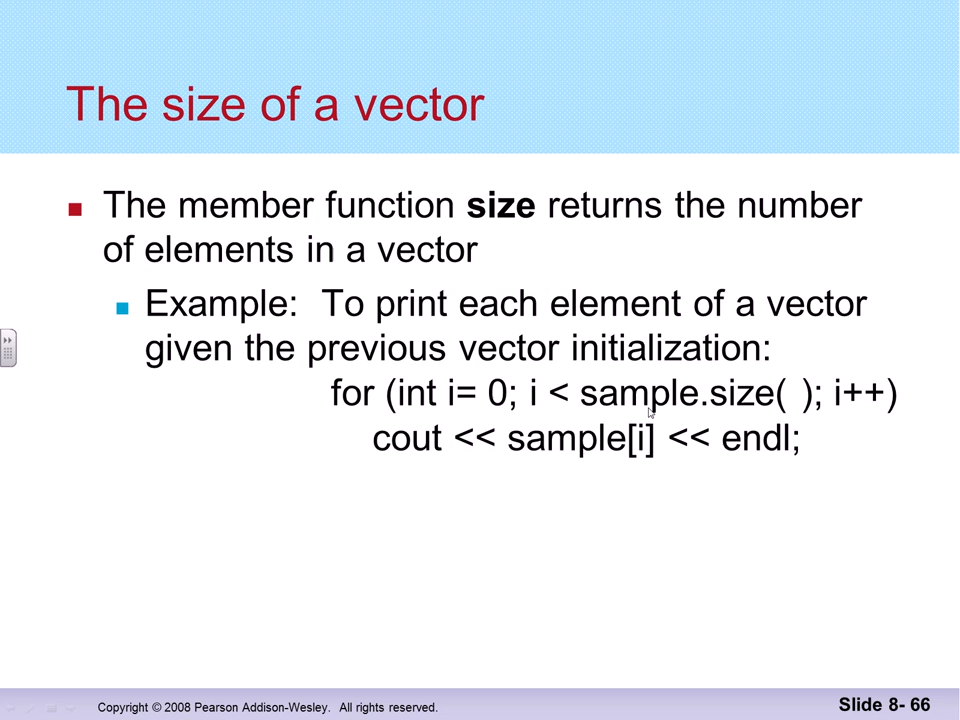 The size of a vector
The member function size returns the number
of elements in a vector
Example:  To print each element of a vector
given the previous vector initialization:
for (int i= 0; i < sample.size( ); i++)
cout << sample[i] << endl;
Copyright © 2008 Pearson Addison-Wesley.  All rights reserved.
Slide 8- 66